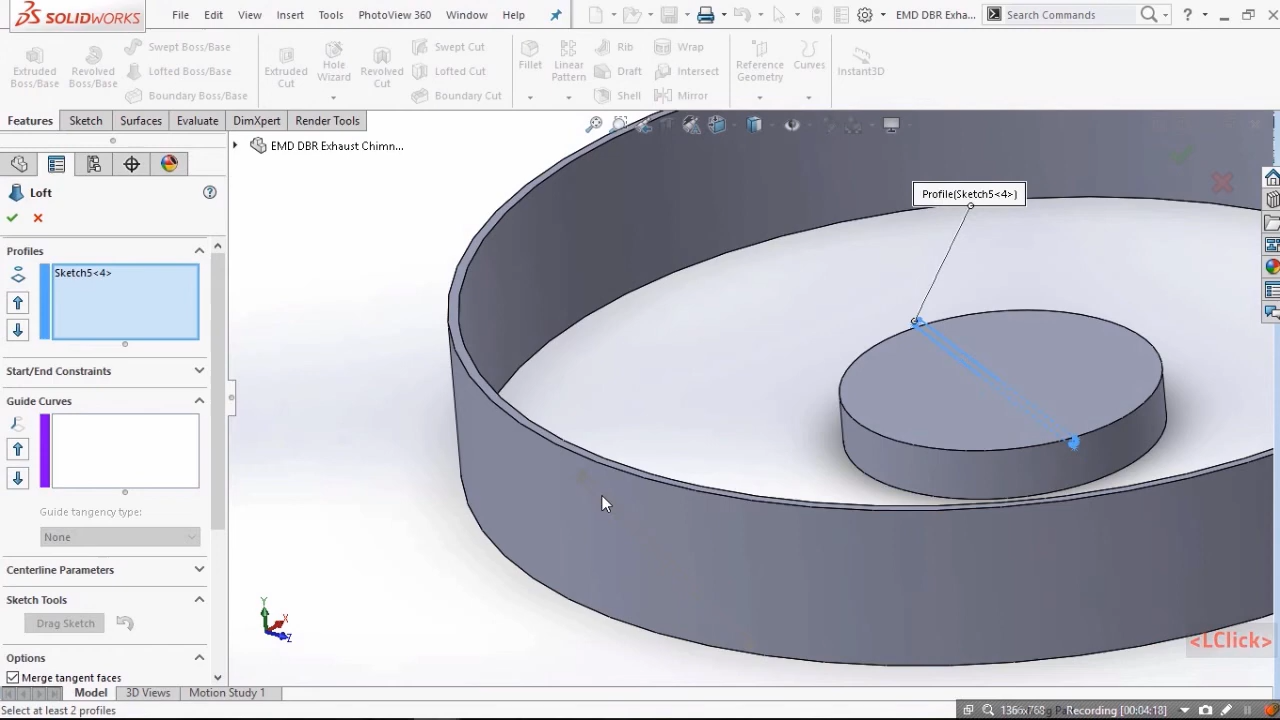 SOLIDWORKS
File Edit View Insert Tools PhotoView 360 Window Help
EMD DBR Exha...
Search Commands
Extruded Boss/Base
Revolved Boss/Base
Swept Boss/Base
Lofted Boss/Base
Boundary Boss/Base
Extruded Cut
Hole Wizard
Revolved Cut
Swept Cut
Lofted Cut
Boundary Cut
Fillet
Linear Pattern
Rib
Draft
Shell
Wrap
Intersect
Mirror
Reference Geometry
Curves
Instant3D
Features Sketch Surfaces Evaluate DimXpert Render Tools
EMD DBR Exhaust Chimn...
Loft
Profiles
Sketch5<4>
Start/End Constraints
Guide Curves
Guide tangency type:
None
Centerline Parameters
Sketch Tools
Drag Sketch
Options
Merge tangent faces
Profile(Sketch5<4>)
Y
X
Z
<LClick>
Model 3D Views Motion Study 1
Select at least 2 profiles
1366x768
Recording [00:04:18]